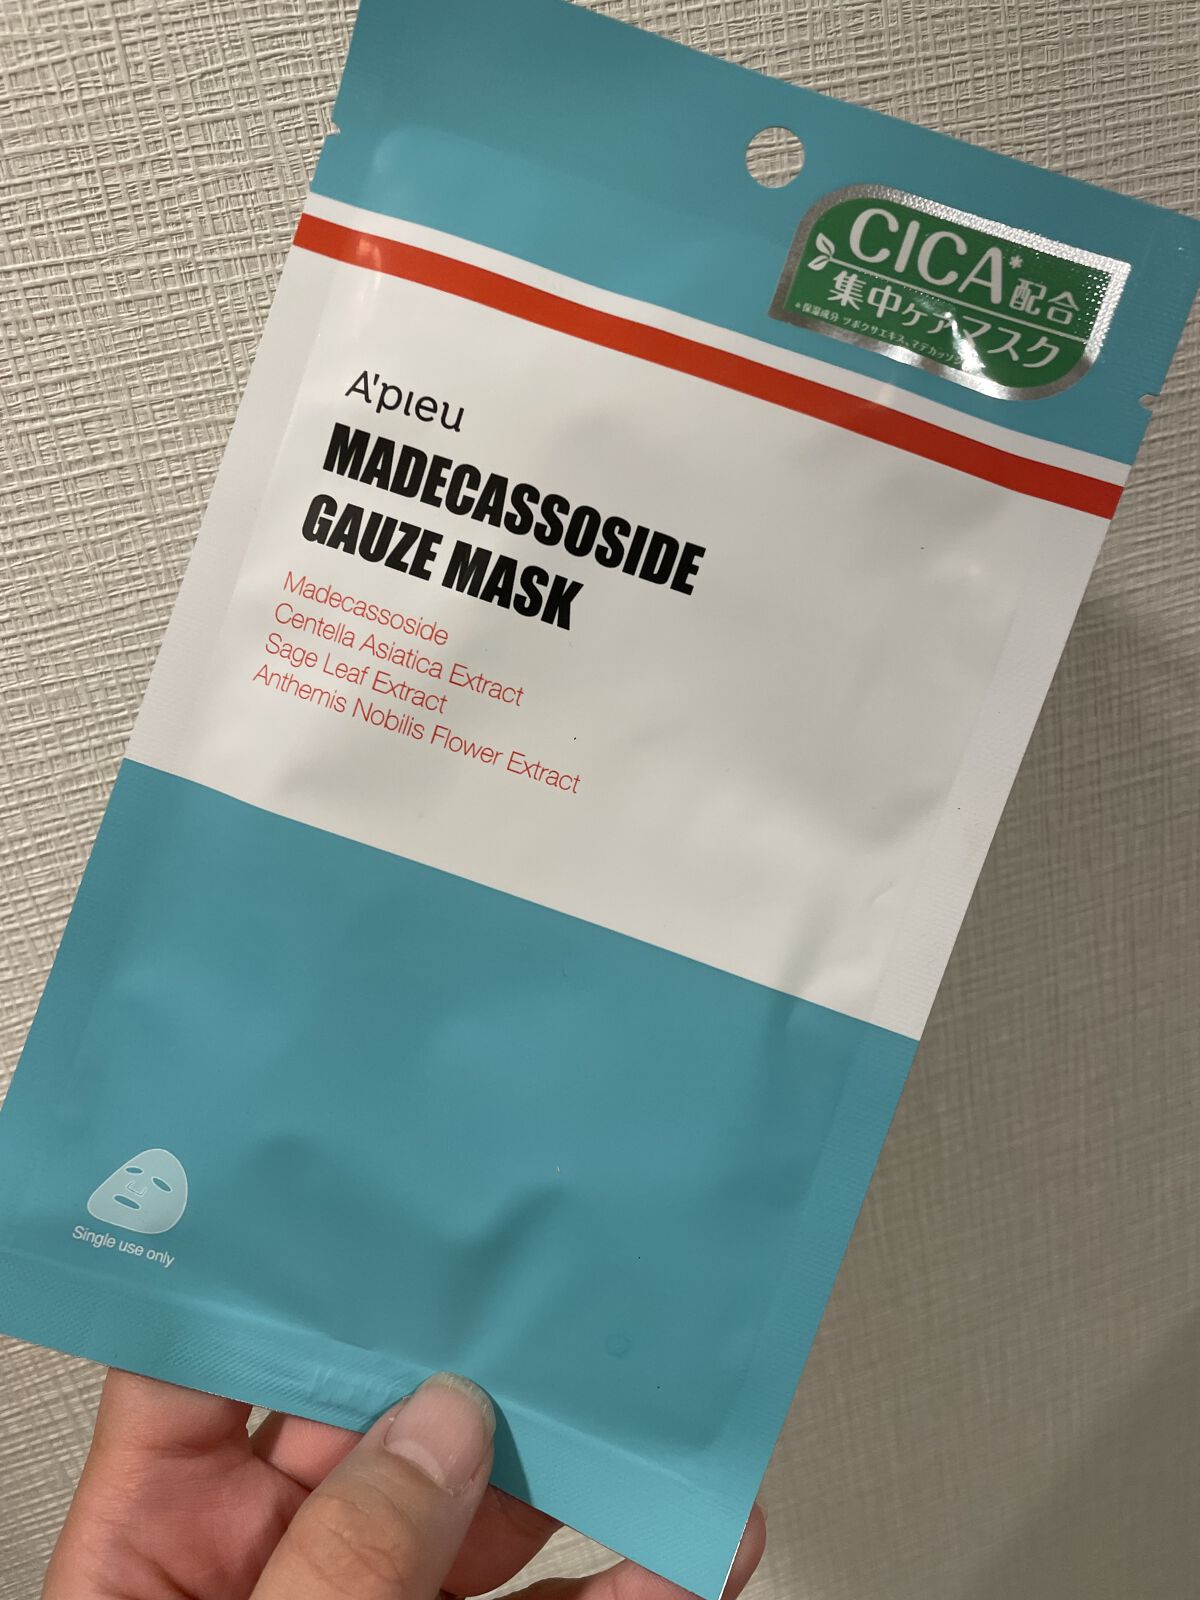 CICA*配合
集中ケアマスク
*保湿成分 ツボクサエキス、マデカッソシ
A'pieu
MADECASSOSIDE
GAUZE MASK
Madecassoside
Centella Asiatica Extract
Sage Leaf Extract
Anthemis Nobilis Flower Extract
Single use only